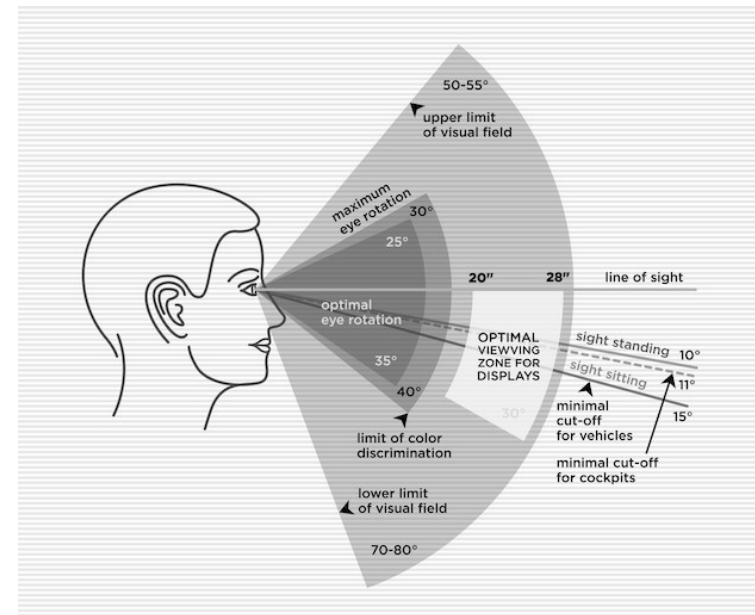 50-55°
upper limit
of visual field
maximum
eye rotation
30°
25°
20"
28"
line of sight
optimal
eye rotation
OPTIMAL
VIEWVING
ZONE FOR
DISPLAYS
sight standing
10°
sight sitting
11°
35°
40°
30°
minimal
cut-off
for vehicles
15°
limit of color
discrimination
minimal cut-off
for cockpits
lower limit
of visual field
70-80°